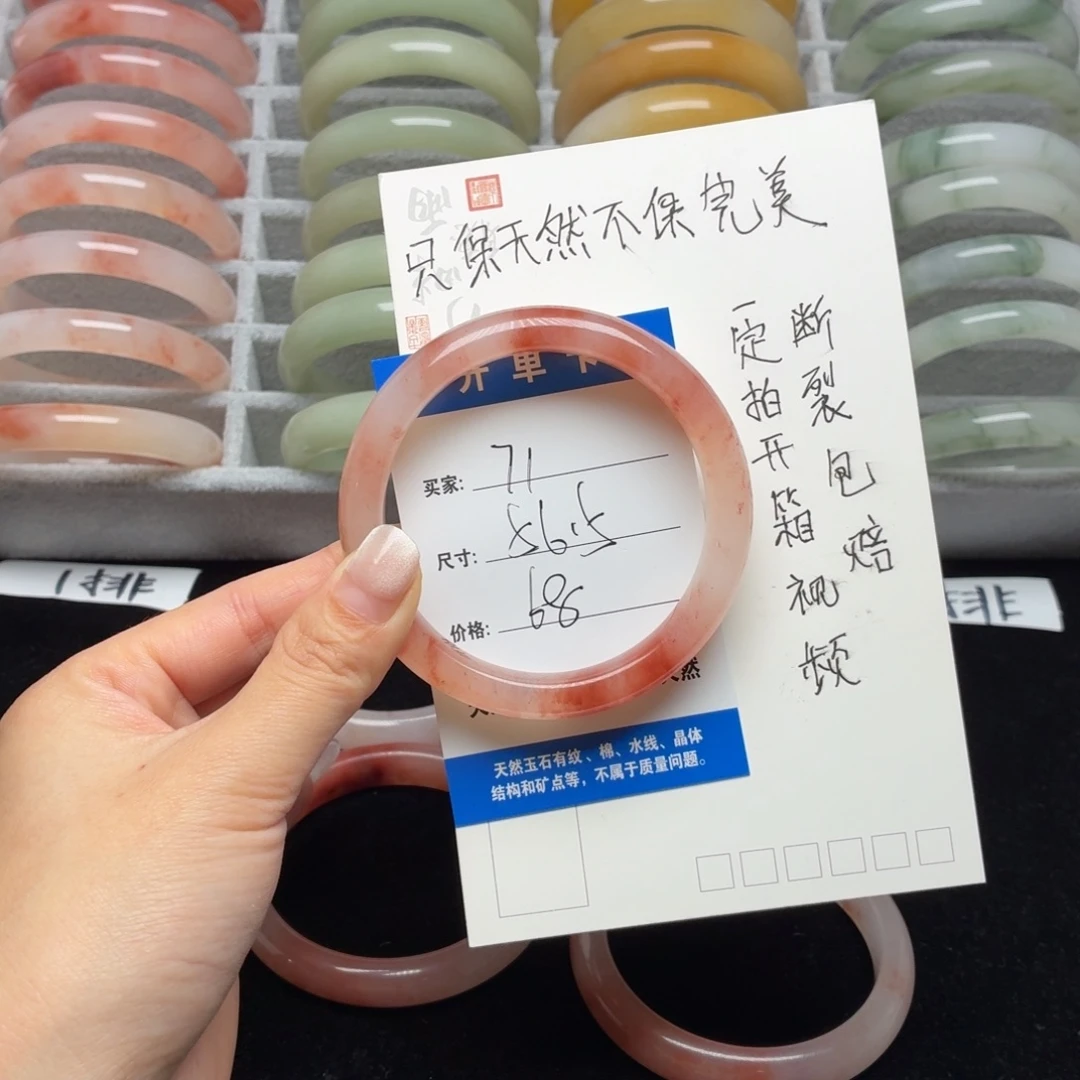 只保天然不保完美
断裂包赔
一定拍开箱视频
开单卡
买家: 71
尺寸: 56.5
价格: 68
天然玉石有纹、棉、水线、晶体
结构和矿点等，不属于质量问题。
1排
排